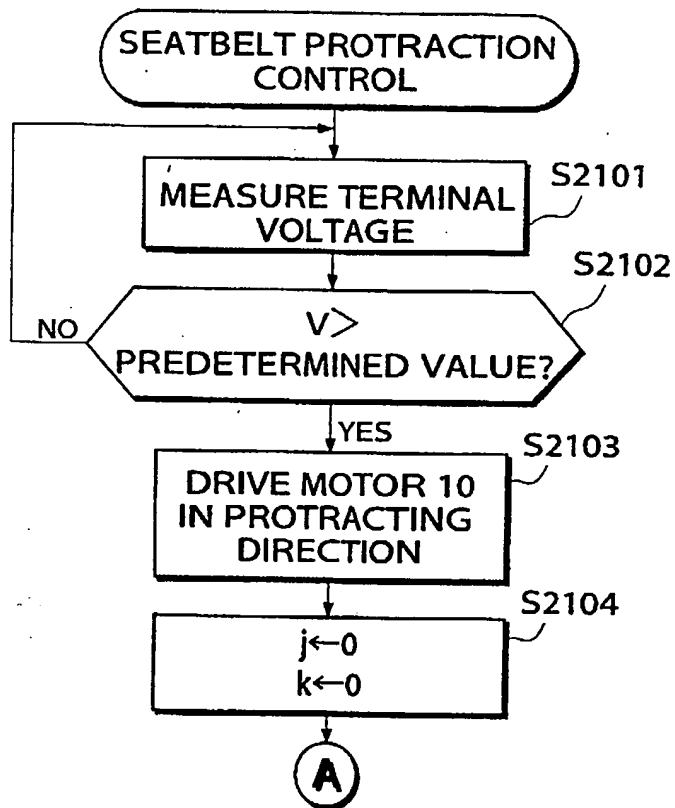 SEATBELT PROTRACTION
CONTROL
MEASURE TERMINAL
VOLTAGE
S2101
S2102
V>
PREDETERMINED VALUE?
NO
YES
S2103
DRIVE MOTOR 10
IN PROTRACTING
DIRECTION
S2104
j←0
k←0
A